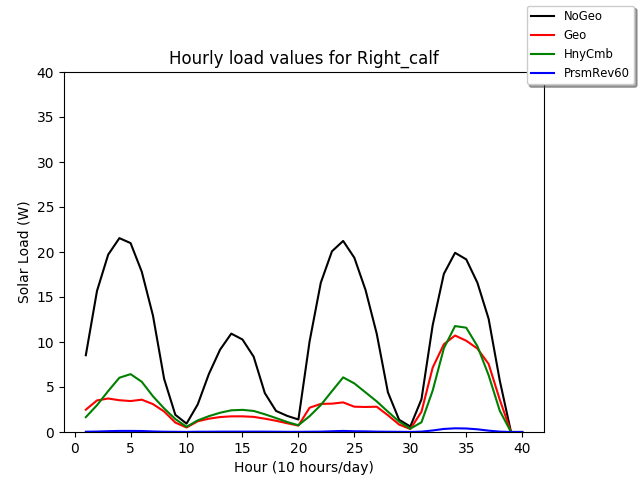 NoGeo
Geo
HnyCmb
PrsmRev60
Hourly load values for Right_calf
40
35
30
25
20
15
10
5
0
Solar Load (W)
0 5 10 15 20 25 30 35 40
Hour (10 hours/day)